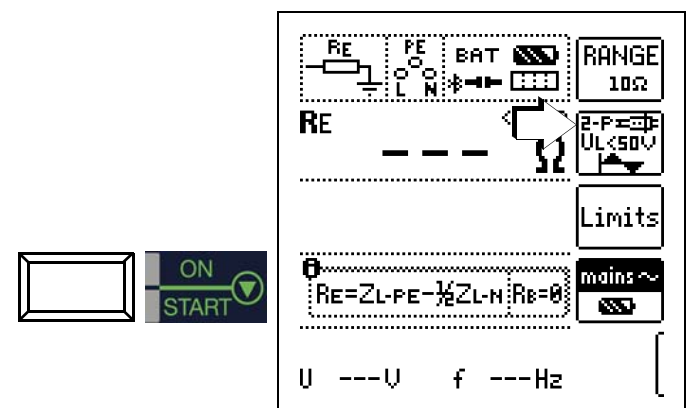 RE PE BAT
L N
RANGE
10Ω
RE
--- Ω
2-P
UL<50V
Limits
ON
START
RE=ZL-PE-½ZL-N RB=0
mains~
U ---V f ---Hz